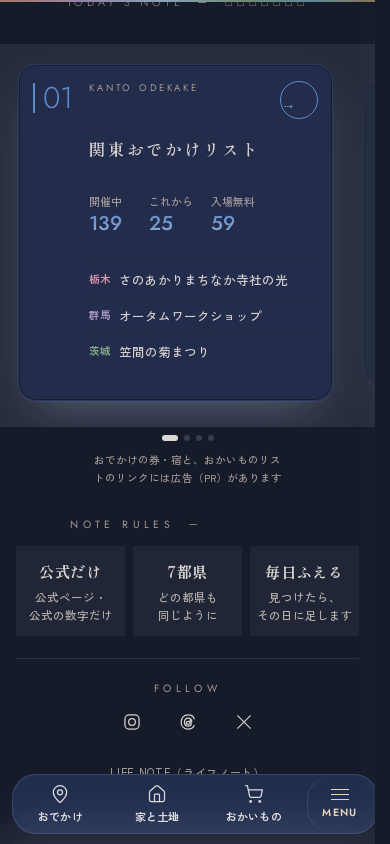 TODAY'S NOTE —
01
KANTO ODEKAKE
→
関東おでかけリスト
開催中 これから 入場無料
139 25 59
栃木 さのあかりまちなか寺社の光
群馬 オータムワークショップ
茨城 笠間の菊まつり
おでかけの券・宿と、おかいものリス
トのリンクには広告（PR）があります
NOTE RULES —
公式だけ
公式ページ・
公式の数字だけ
7都県
どの都県も
同じように
毎日ふえる
見つけたら、
その日に足します
FOLLOW
LIFE NOTE（ライフノート）
おでかけ 家と土地 おかいもの MENU